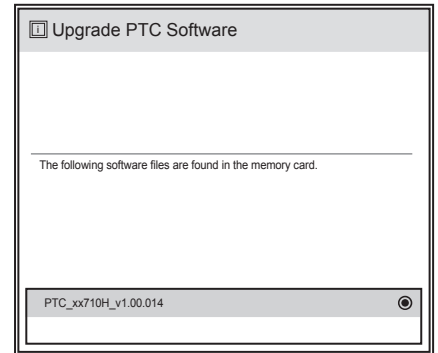 Upgrade PTC Software
The following software files are found in the memory card.
PTC_xx710H_v1.00.014